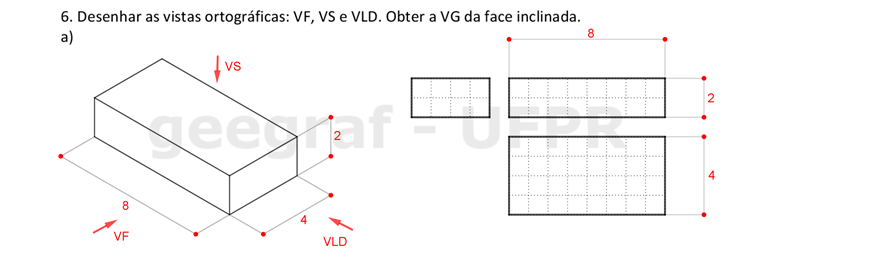 6. Desenhar as vistas ortográficas: VF, VS e VLD. Obter a VG da face inclinada.
a)
8
VS
2
2
geegraf - UFPR
4
8
4
VF
VLD